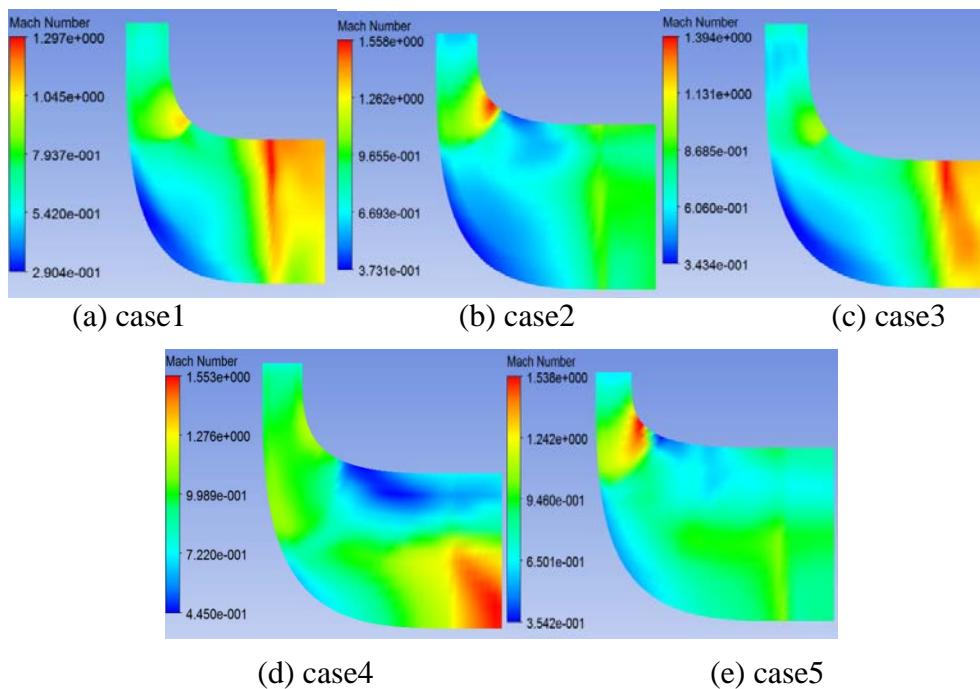 Mach Number
1.297e+000
1.045e+000
7.937e-001
5.420e-001
2.904e-001
Mach Number
1.558e+000
1.262e+000
9.655e-001
6.693e-001
3.731e-001
Mach Number
1.394e+000
1.131e+000
8.685e-001
6.060e-001
3.434e-001
(a) case1
(b) case2
(c) case3
Mach Number
1.553e+000
1.276e+000
9.989e-001
7.220e-001
4.450e-001
Mach Number
1.538e+000
1.242e+000
9.460e-001
6.501e-001
3.542e-001
(d) case4
(e) case5